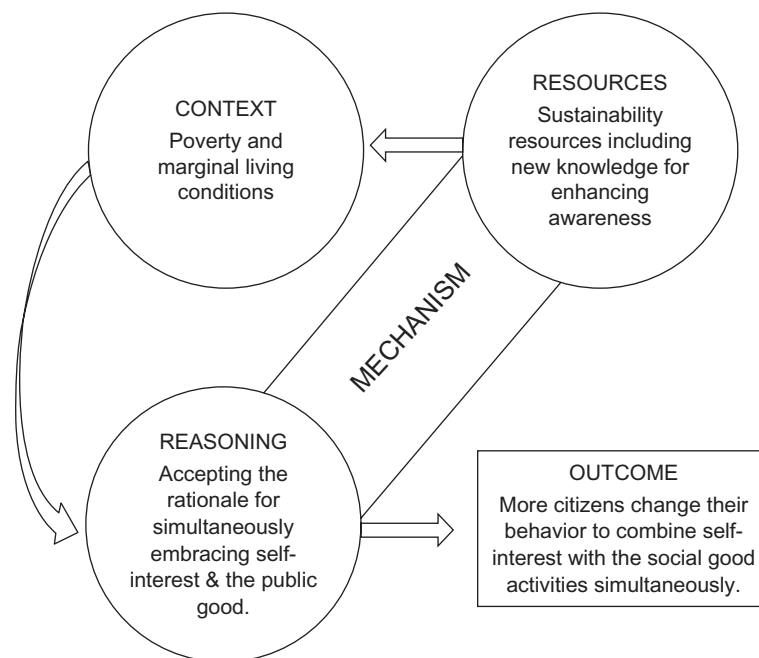 CONTEXT
Poverty and
marginal living
conditions
RESOURCES
Sustainability
resources including
new knowledge for
enhancing
awareness
MECHANISM
REASONING
Accepting the
rationale for
simultaneously
embracing self-
interest & the public
good.
OUTCOME
More citizens change their
behavior to combine self-
interest with the social good
activities simultaneously.